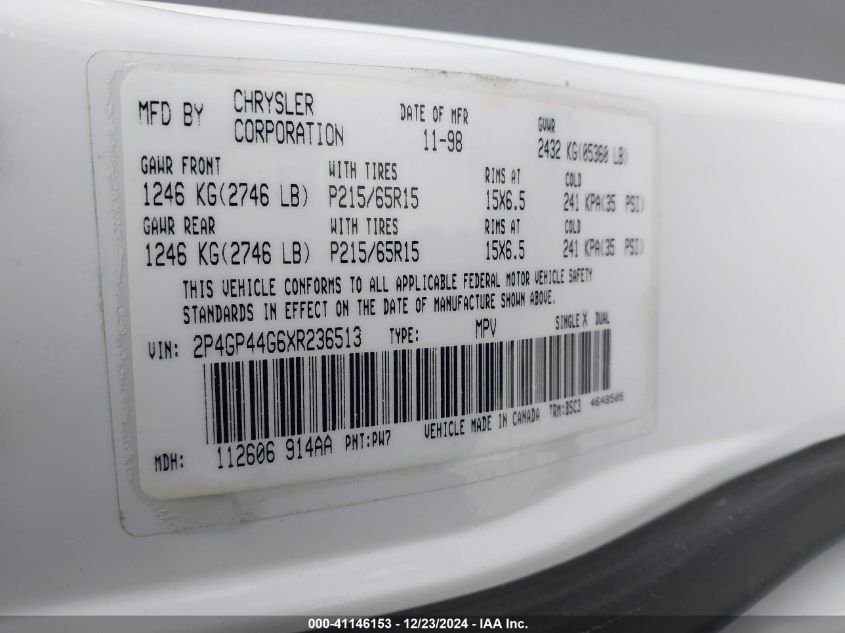 MFD BY CHRYSLER CORPORATION DATE OF MFR 11-98 GVWR 2432 KG(05360 LB)
GAWR FRONT WITH TIRES RIMS AT COLD
1246 KG(2746 LB) P215/65R15 15X6.5 241 KPA(35 PSI)
GAWR REAR WITH TIRES RIMS AT COLD
1246 KG(2746 LB) P215/65R15 15X6.5 241 KPA(35 PSI)
THIS VEHICLE CONFORMS TO ALL APPLICABLE FEDERAL MOTOR VEHICLE SAFETY
STANDARDS IN EFFECT ON THE DATE OF MANUFACTURE SHOWN ABOVE.
VIN: 2P4GP44G6XR236513 TYPE: MPV SINGLE X DUAL
MDH: 112606 914AA PNT:PW7 VEHICLE MADE IN CANADA TRM:BSC3 4648505
000-41146153 - 12/23/2024 - IAA Inc.